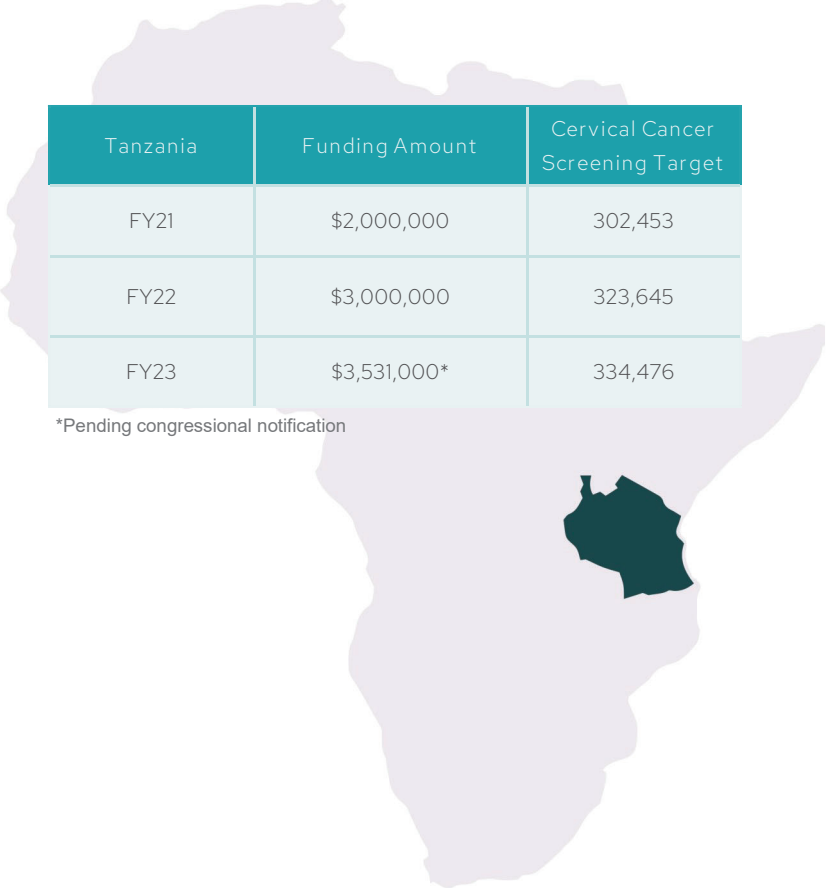 Tanzania Funding Amount Cervical Cancer Screening Target
FY21 $2,000,000 302,453
FY22 $3,000,000 323,645
FY23 $3,531,000* 334,476
*Pending congressional notification